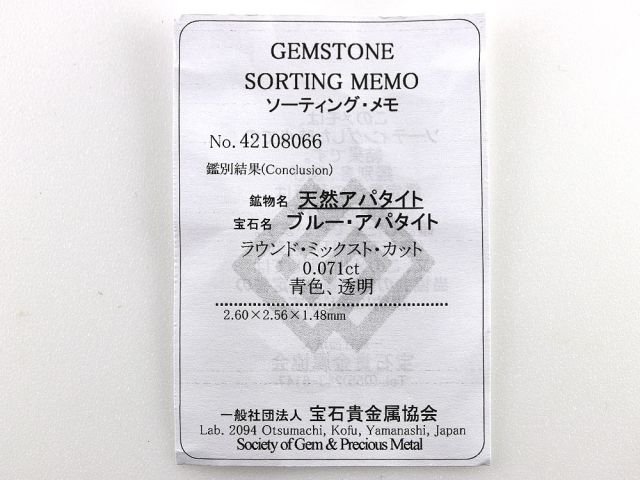 GEMSTONE
SORTING MEMO
ソーティング・メモ
No. 42108066
鑑別結果(Conclusion)
鉱物名 天然アパタイト
宝石名 ブルー・アパタイト
ラウンド・ミックスト・カット
0.071ct
青色、透明
2.60×2.56×1.48mm
一般社団法人 宝石貴金属協会
Lab. 2094 Otsumachi, Kofu, Yamanashi, Japan
Society of Gem & Precious Metal